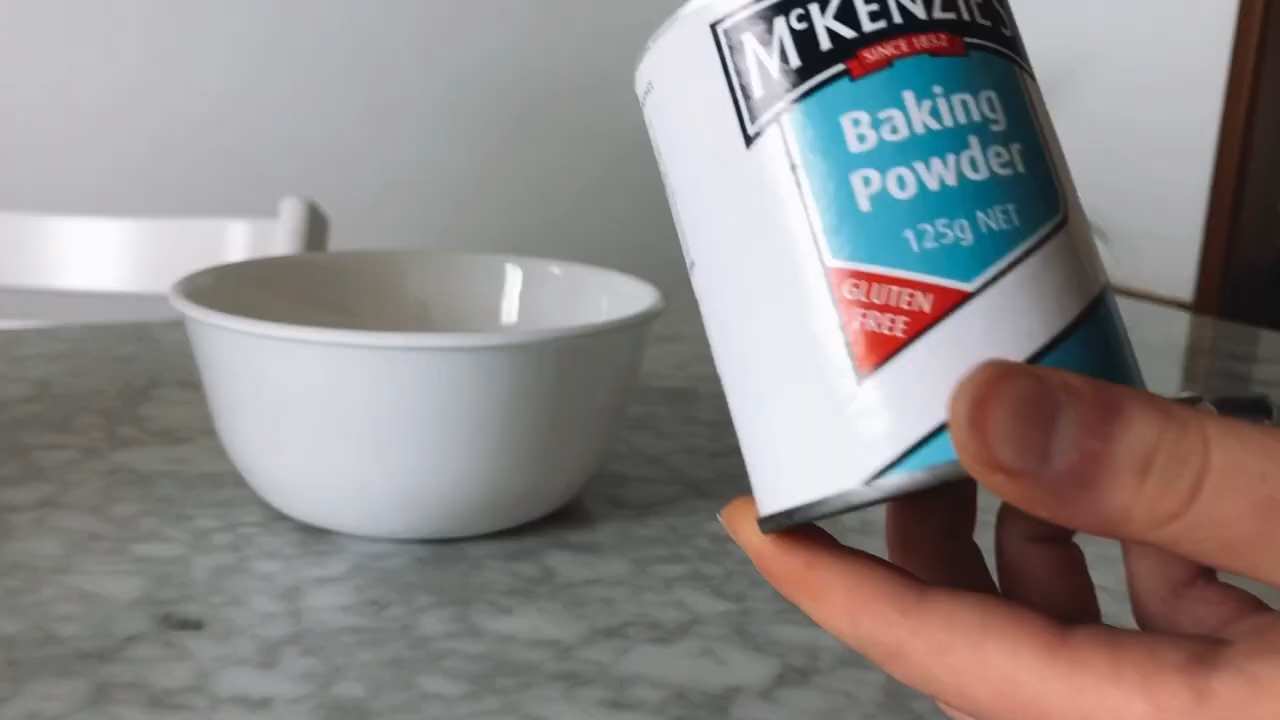 McKENZIE'S
SINCE 1852
Baking
Powder
125g NET
GLUTEN
FREE